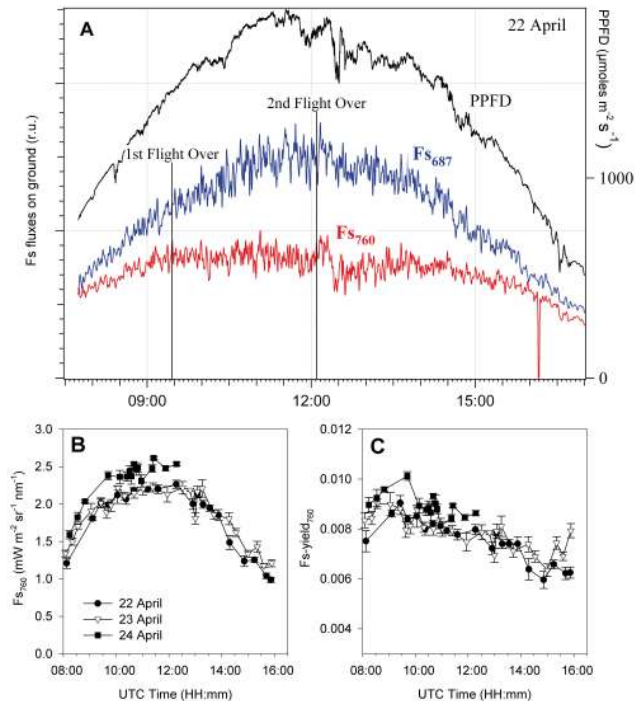 A
22 April
PPFD
2nd Flight Over
1st Flight Over
Fs687
Fs760
Fs fluxes on ground (r.u.)
PPFD
(μmoles m-2 s-1)
1000
0
09:00
12:00
15:00
B
3.0
2.5
2.0
1.5
1.0
0.5
0.0
Fs760 (mW m-2 sr-1 nm-1)
22 April
23 April
24 April
08:00
10:00
12:00
14:00
16:00
UTC Time (HH:mm)
C
0.012
0.010
0.008
0.006
0.004
Fs-yield760
08:00
10:00
12:00
14:00
16:00
UTC Time (HH:mm)